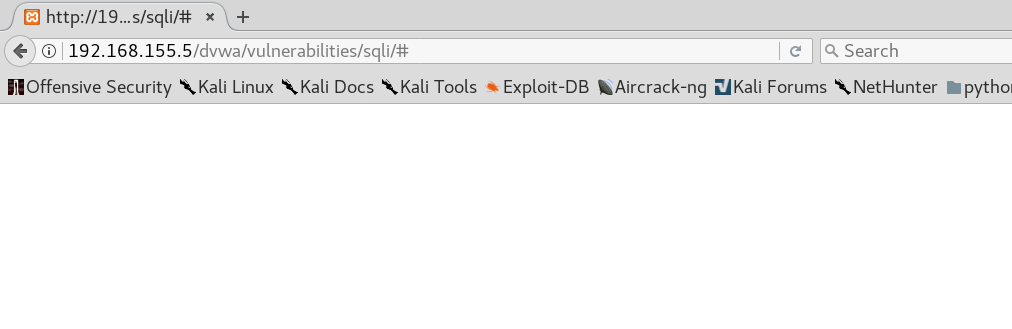 http://19...s/sqli/# × +
192.168.155.5/dvwa/vulnerabilities/sqli/# Search
Offensive Security Kali Linux Kali Docs Kali Tools Exploit-DB Aircrack-ng Kali Forums NetHunter pytho